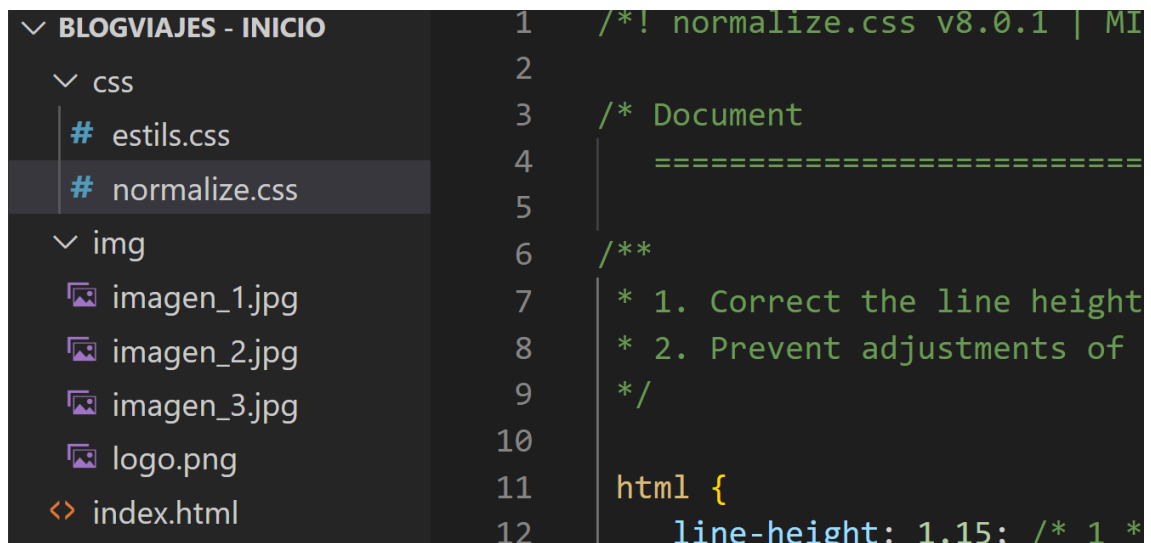 BLOGVIAJES - INICIO
css
# estils.css
# normalize.css
img
imagen_1.jpg
imagen_2.jpg
imagen_3.jpg
logo.png
<> index.html
1 /*! normalize.css v8.0.1 | MI
2
3 /* Document
4 ==========================
5
6 /**
7 * 1. Correct the line height
8 * 2. Prevent adjustments of
9 */
10
11 html {
12 line-height: 1.15; /* 1 *